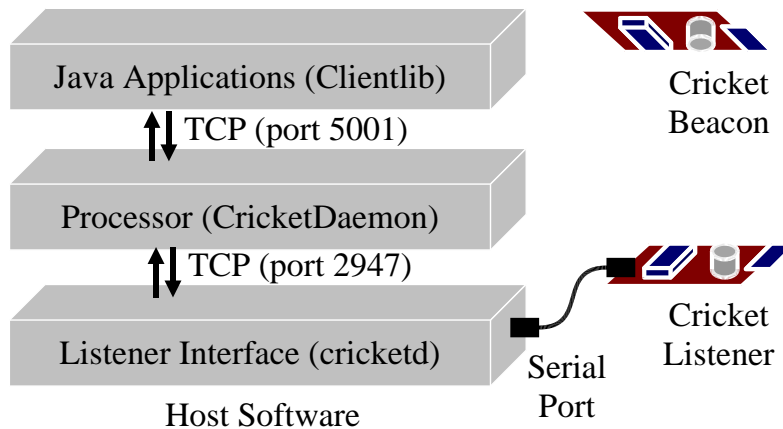 Java Applications (Clientlib)
TCP (port 5001)
Processor (CricketDaemon)
TCP (port 2947)
Listener Interface (cricketd)
Host Software
Serial
Port
Cricket
Beacon
Cricket
Listener